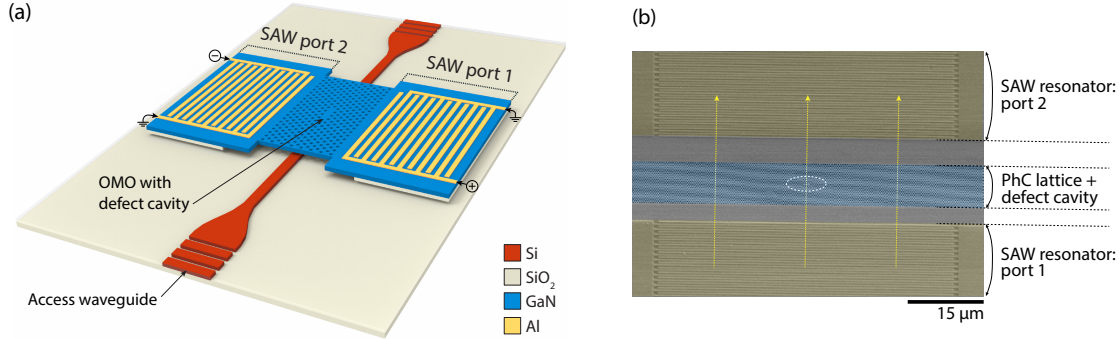 (a)
SAW port 2
SAW port 1
−
+
OMO with
defect cavity
Access waveguide
Si
SiO₂
GaN
Al
(b)
SAW resonator:
port 2
PhC lattice +
defect cavity
SAW resonator:
port 1
15 μm